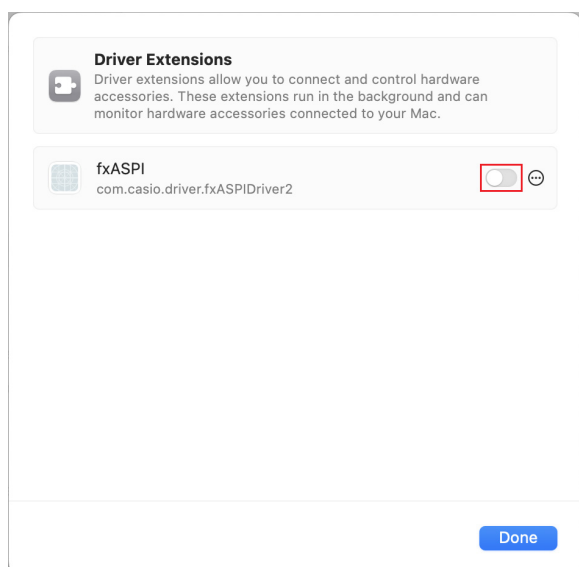 Driver Extensions
Driver extensions allow you to connect and control hardware
accessories. These extensions run in the background and can
monitor hardware accessories connected to your Mac.
fxASPI
com.casio.driver.fxASPIDriver2
Done